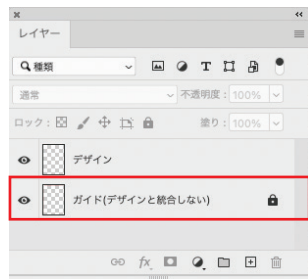 レイヤー
種類
通常
不透明度: 100%
ロック:
塗り: 100%
デザイン
ガイド(デザインと統合しない)
fx